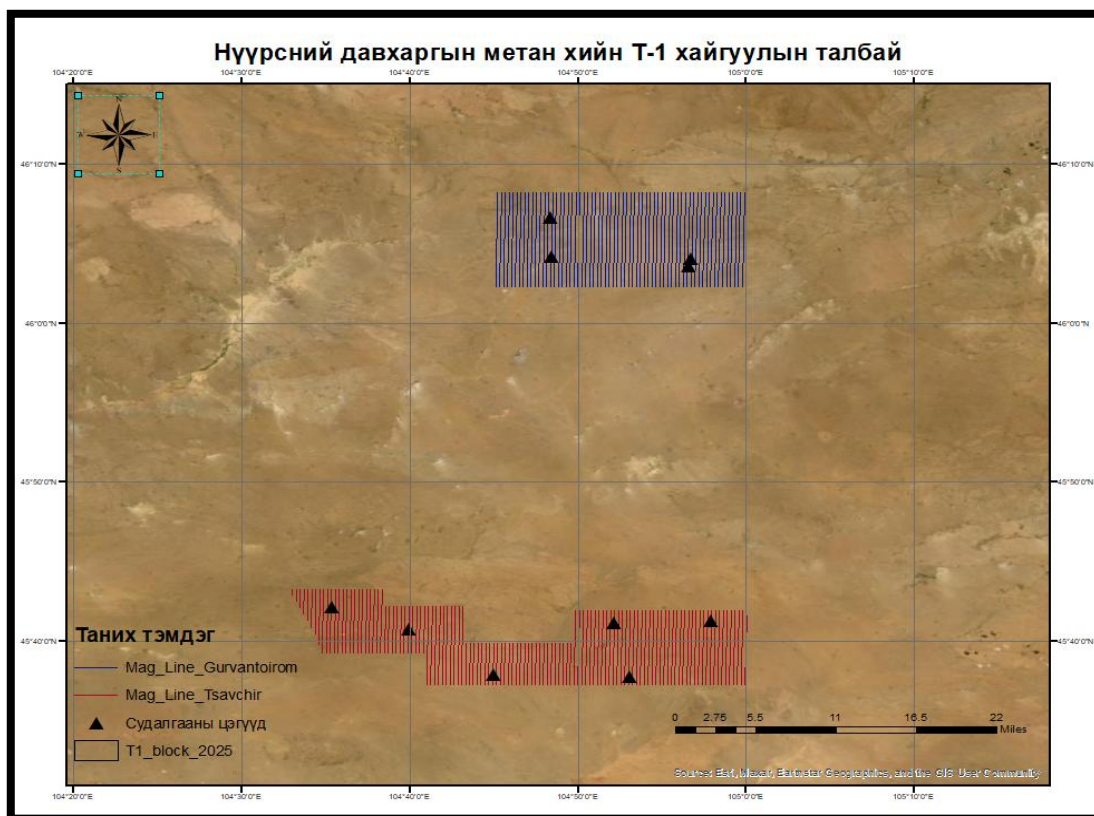 Нүүрсний давхаргын метан хийн Т-1 хайгуулын талбай
104°20'0"E 104°30'0"E 104°40'0"E 104°50'0"E 105°0'0"E 105°10'0"E
N
E
S
46°10'0"N 46°10'0"N
46°0'0"N 46°0'0"N
45°50'0"N 45°50'0"N
45°40'0"N 45°40'0"N
Таних тэмдэг
Mag_Line_Gurvantoirom
Mag_Line_Tsavchir
Судалгааны цэгүүд
T1_block_2025
0 2.75 5.5 11 16.5 22
Miles
Source: Esri, Maxar, Earthstar Geographics, and the GIS User Community
104°20'0"E 104°30'0"E 104°40'0"E 104°50'0"E 105°0'0"E 105°10'0"E